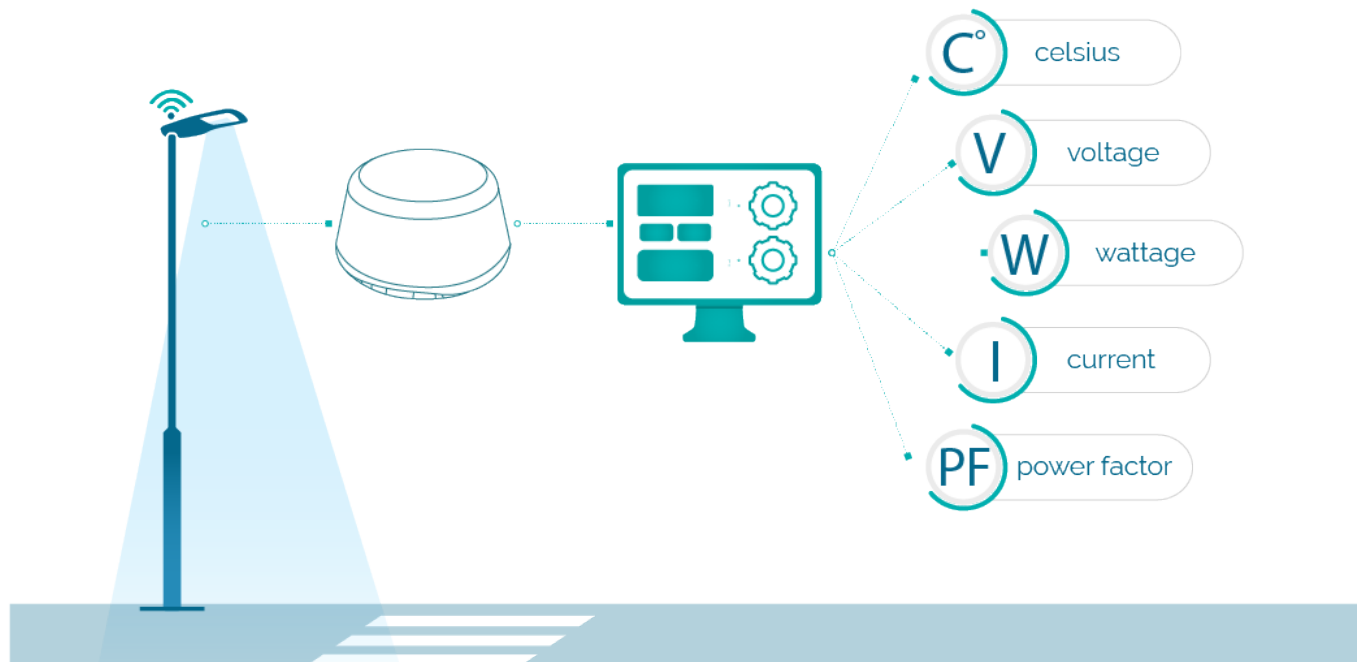 C° celsius
V voltage
W wattage
I current
PF power factor